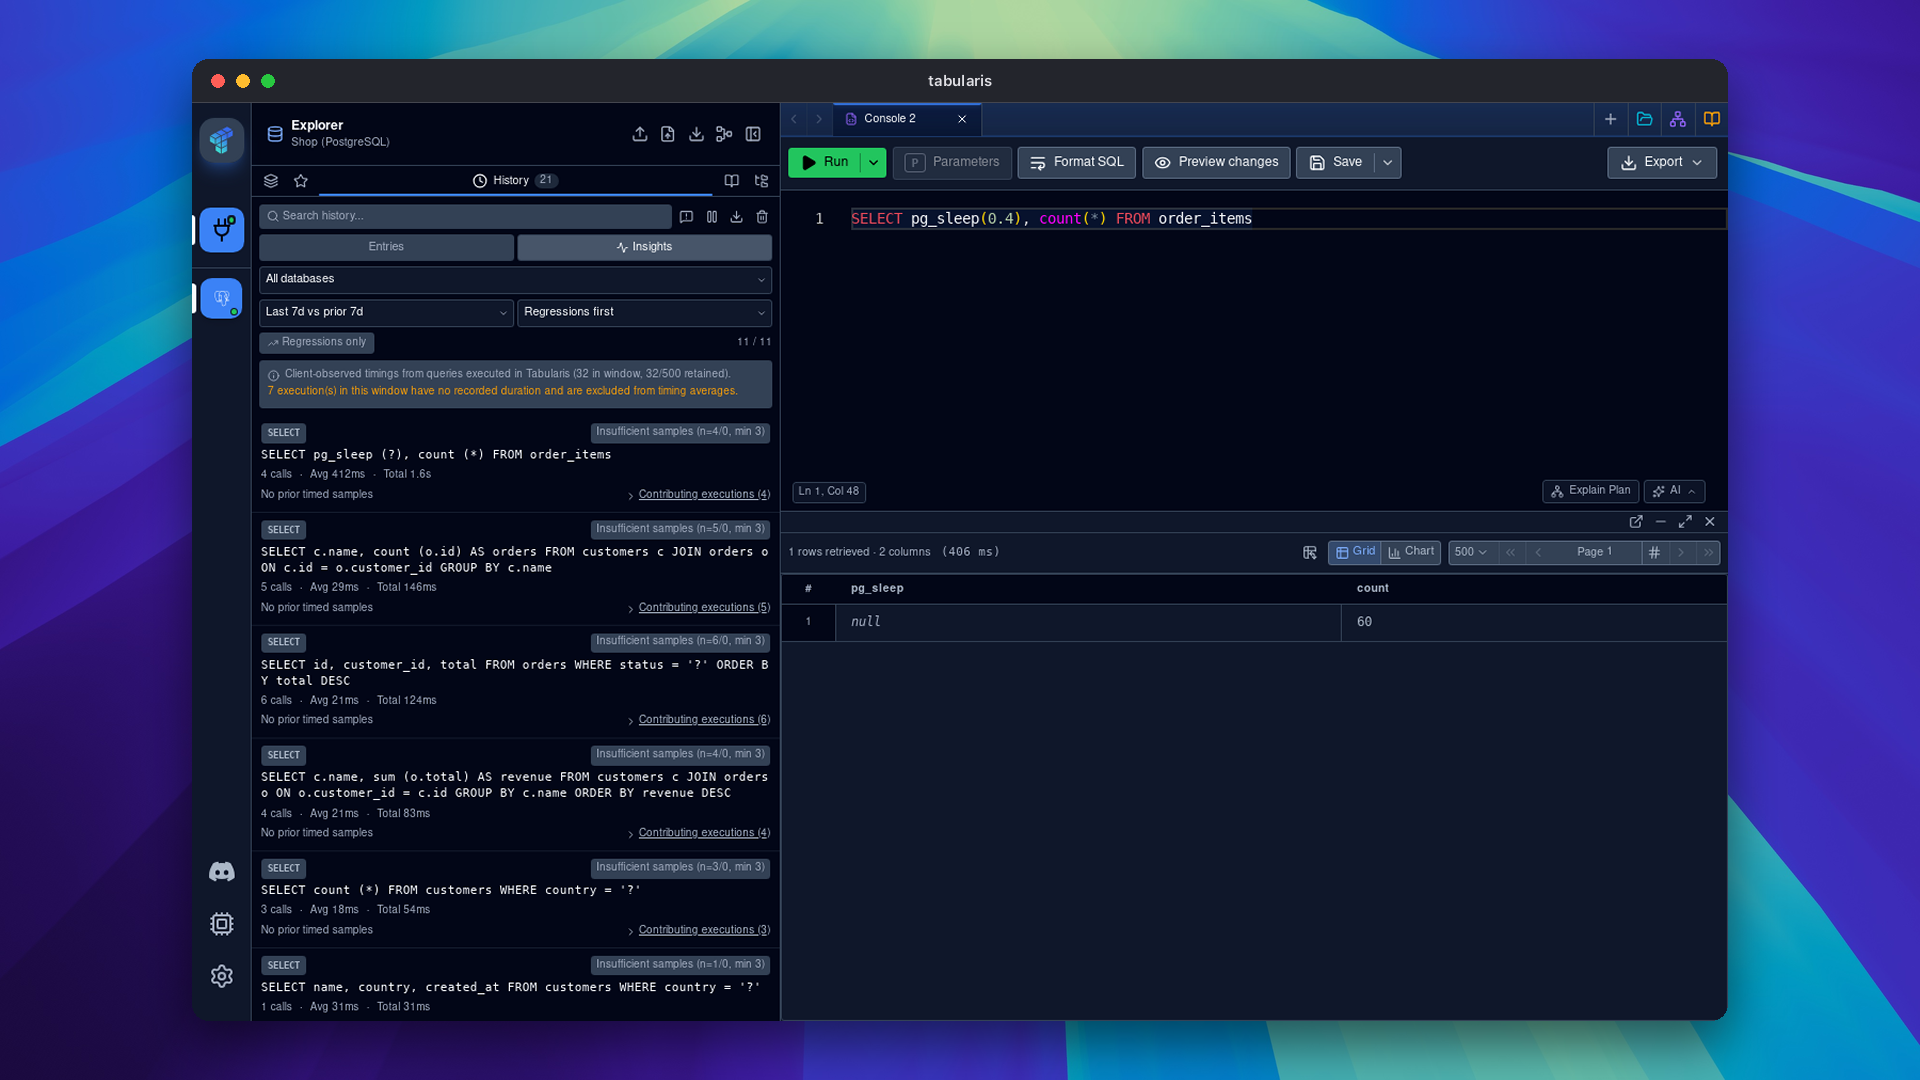 tabularis
Explorer
Shop (PostgreSQL)
History 21
Search history...
Entries
Insights
All databases
Last 7d vs prior 7d
Regressions first
Regressions only
11 / 11
Client-observed timings from queries executed in Tabularis (32 in window, 32/500 retained).
7 execution(s) in this window have no recorded duration and are excluded from timing averages.
SELECT
Insufficient samples (n=4/0, min 3)
SELECT pg_sleep (?), count (*) FROM order_items
4 calls · Avg 412ms · Total 1.6s
No prior timed samples
Contributing executions (4)
SELECT
Insufficient samples (n=5/0, min 3)
SELECT c.name, count (o.id) AS orders FROM customers c JOIN orders o
ON c.id = o.customer_id GROUP BY c.name
5 calls · Avg 29ms · Total 146ms
No prior timed samples
Contributing executions (5)
SELECT
Insufficient samples (n=6/0, min 3)
SELECT id, customer_id, total FROM orders WHERE status = '?' ORDER B
Y total DESC
6 calls · Avg 21ms · Total 124ms
No prior timed samples
Contributing executions (6)
SELECT
Insufficient samples (n=4/0, min 3)
SELECT c.name, sum (o.total) AS revenue FROM customers c JOIN orders
o ON o.customer_id = c.id GROUP BY c.name ORDER BY revenue DESC
4 calls · Avg 21ms · Total 83ms
No prior timed samples
Contributing executions (4)
SELECT
Insufficient samples (n=3/0, min 3)
SELECT count (*) FROM customers WHERE country = '?'
3 calls · Avg 18ms · Total 54ms
No prior timed samples
Contributing executions (3)
SELECT
Insufficient samples (n=1/0, min 3)
SELECT name, country, created_at FROM customers WHERE country = '?'
1 calls · Avg 31ms · Total 31ms
Console 2
Run
P Parameters
Format SQL
Preview changes
Save
Export
1 SELECT pg_sleep(0.4), count(*) FROM order_items
Ln 1, Col 48
Explain Plan
AI
1 rows retrieved · 2 columns (406 ms)
Grid
Chart
500
Page 1
#
# pg_sleep count
1 null 60